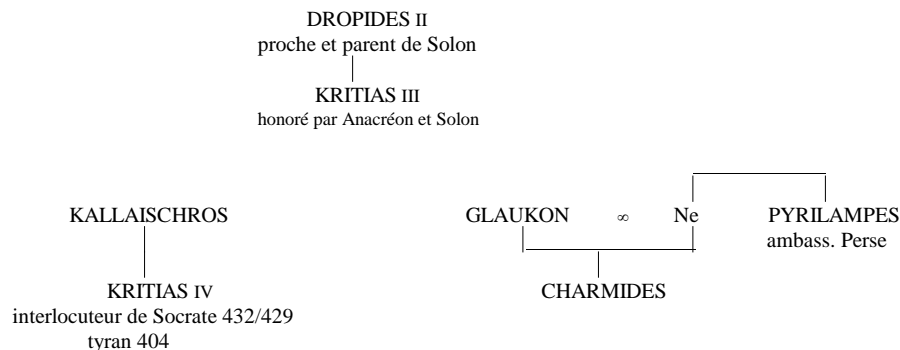 DROPIDES II
proche et parent de Solon
KRITIAS III
honoré par Anacréon et Solon
KALLAISCHROS GLAUKON ∞ Ne PYRILAMPES
ambass. Perse
KRITIAS IV CHARMIDES
interlocuteur de Socrate 432/429
tyran 404